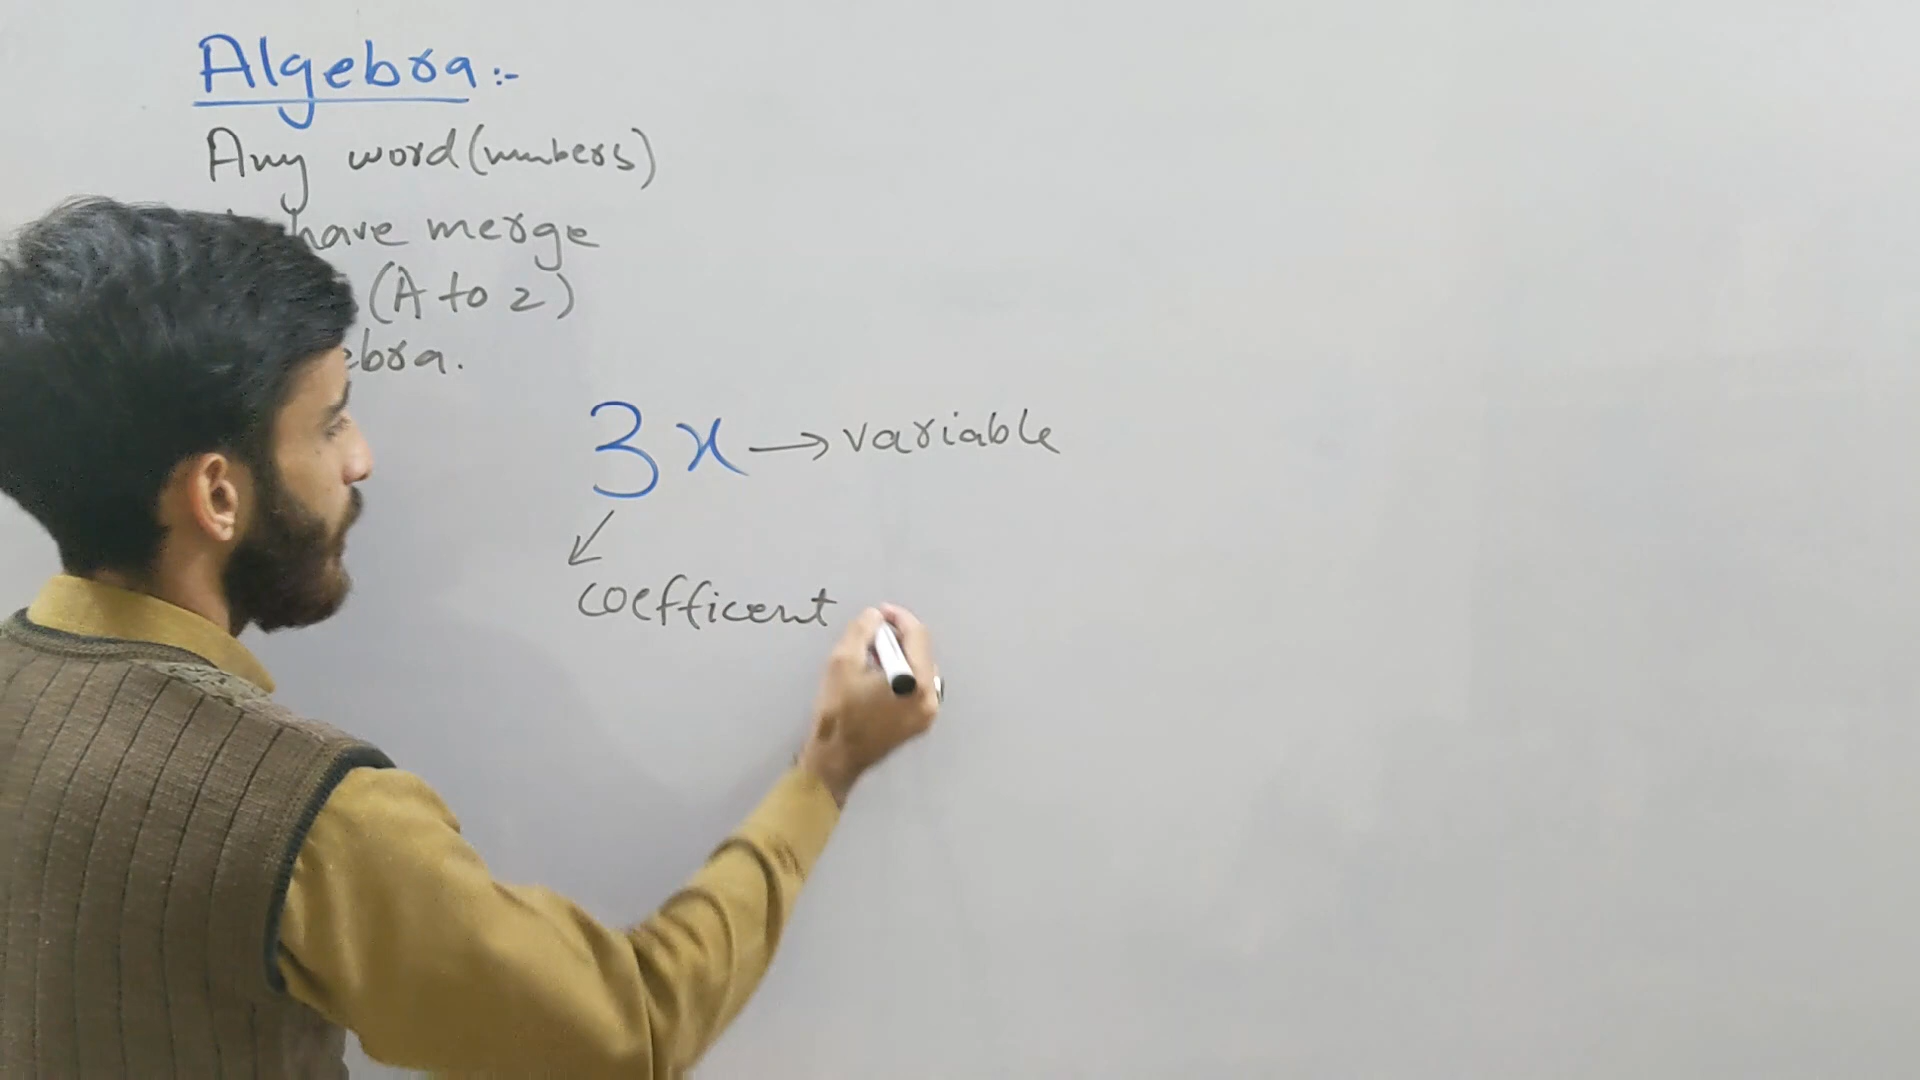 Algebra:-
Any word (numbers)
have merge
(A to z)
ebra.
3x → variable
coefficent